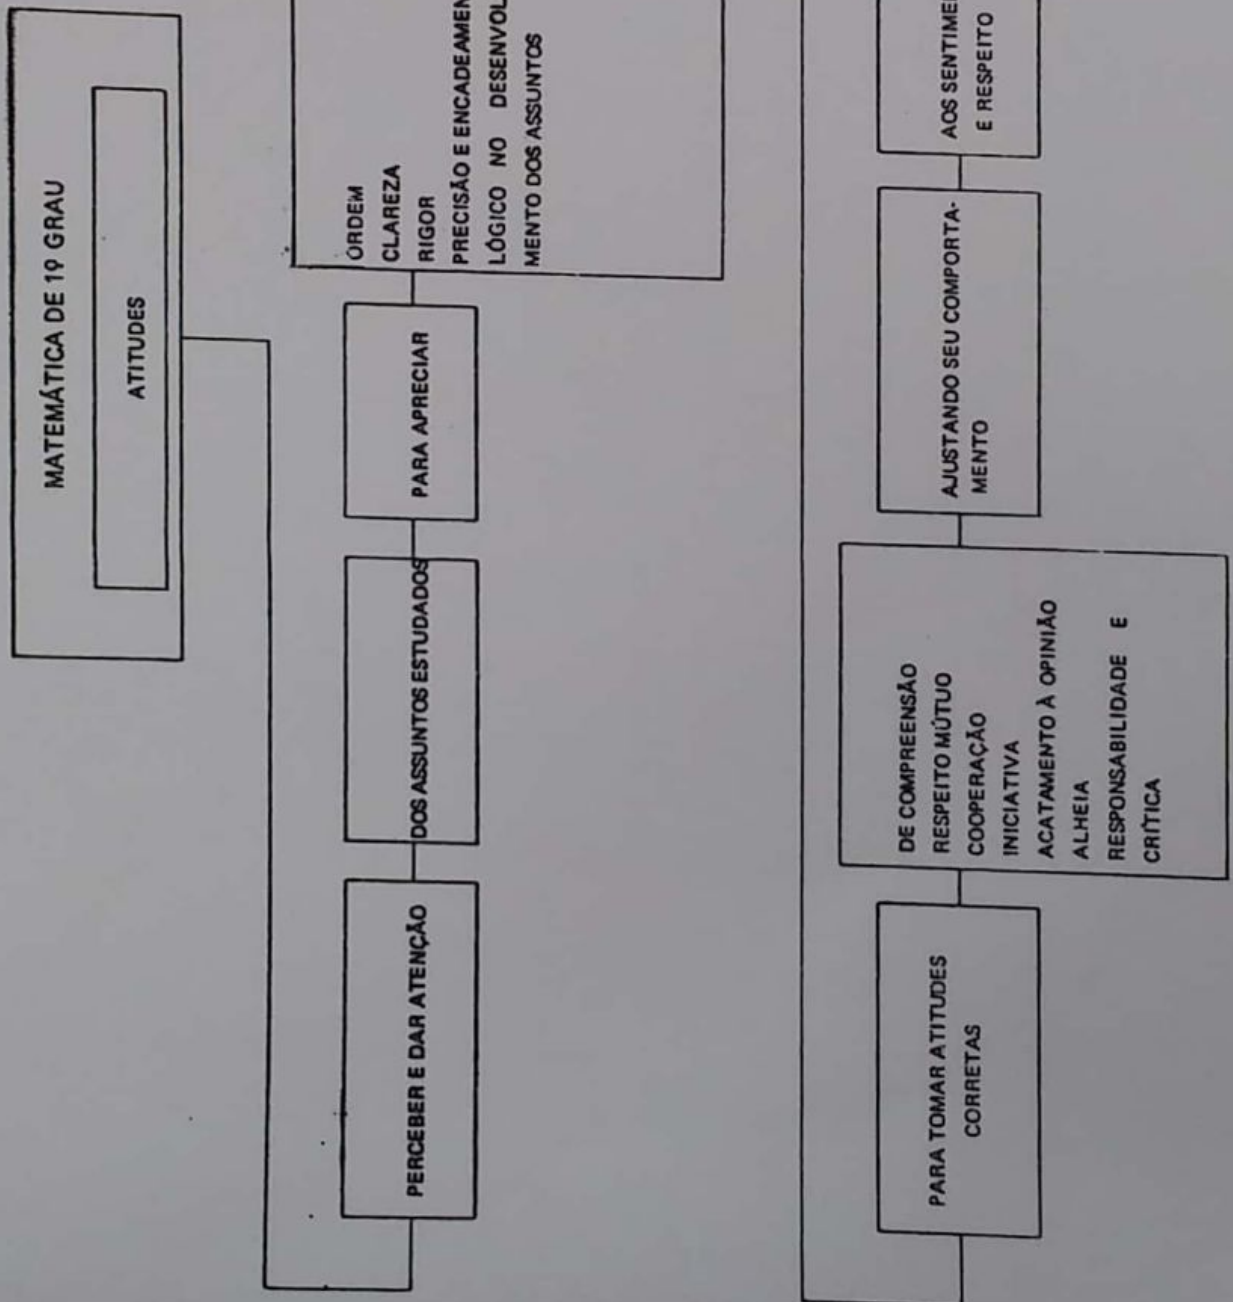 MATEMÁTICA DE 1º GRAU
ATITUDES
PERCEBER E DAR ATENÇÃO
DOS ASSUNTOS ESTUDADOS
PARA APRECIAR
ORDEM
CLAREZA
RIGOR
PRECISÃO E ENCADEAMEN
LÓGICO NO DESENVOL
MENTO DOS ASSUNTOS
PARA TOMAR ATITUDES
CORRETAS
DE COMPREENSÃO
RESPEITO MÚTUO
COOPERAÇÃO
INICIATIVA
ACATAMENTO À OPINIÃO
ALHEIA
RESPONSABILIDADE E
CRÍTICA
AJUSTANDO SEU COMPORTA-
MENTO
AOS SENTIME
E RESPEITO